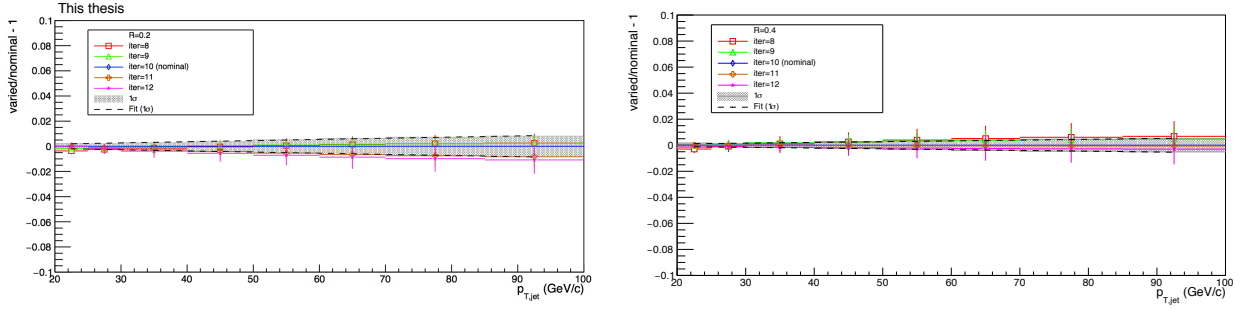 This thesis
varied/nominal - 1
0.1
0.08
0.06
0.04
0.02
0
−0.02
−0.04
−0.06
−0.08
−0.1
R=0.2
iter=8
iter=9
iter=10 (nominal)
iter=11
iter=12
1σ
Fit (1σ)
20 30 40 50 60 70 80 90 100
p_T,jet (GeV/c)
varied/nominal - 1
0.1
0.08
0.06
0.04
0.02
0
−0.02
−0.04
−0.06
−0.08
−0.1
R=0.4
iter=8
iter=9
iter=10 (nominal)
iter=11
iter=12
1σ
Fit (1σ)
20 30 40 50 60 70 80 90 100
p_T,jet (GeV/c)